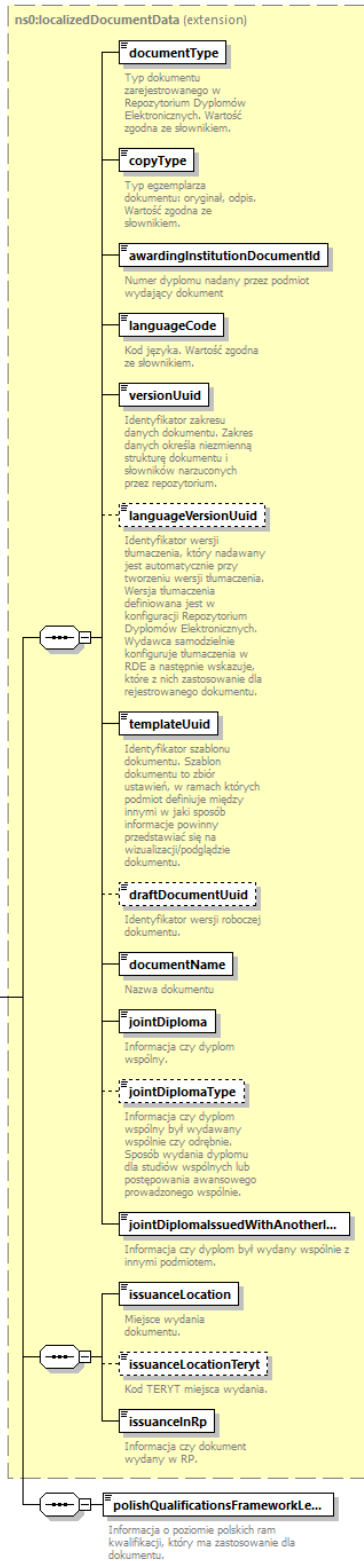 ns0:localizedDocumentData (extension)
documentType
Typ dokumentu
zarejestrowanego w
Repozytorium Dyplomów
Elektronicznych. Wartość
zgodna ze słownikiem.
copyType
Typ egzemplarza
dokumentu: oryginał, odpis.
Wartość zgodna ze
słownikiem.
awardingInstitutionDocumentId
Numer dyplomu nadany przez podmiot
wydający dokument
languageCode
Kod języka. Wartość zgodna
ze słownikiem.
versionUuid
Identyfikator zakresu
danych dokumentu. Zakres
danych określa niezmienną
strukturę dokumentu i
słowników narzuconych
przez repozytorium.
languageVersionUuid
Identyfikator wersji
tłumaczenia, który nadawany
jest automatycznie przy
tworzeniu wersji tłumaczenia.
Wersja tłumaczenia
definiowana jest w
konfiguracji Repozytorium
Dyplomów Elektronicznych.
Wydawca samodzielnie
konfiguruje tłumaczenia w
RDE a następnie wskazuje,
które z nich zastosowanie dla
rejestrowanego dokumentu.
templateUuid
Identyfikator szablonu
dokumentu. Szablon
dokumentu to zbiór
ustawień, w ramach których
podmiot definiuje między
innymi w jaki sposób
informacje powinny
przedstawiać się na
wizualizacji/podglądzie
dokumentu.
draftDocumentUuid
Identyfikator wersji roboczej
dokumentu.
documentName
Nazwa dokumentu
jointDiploma
Informacja czy dyplom
wspólny.
jointDiplomaType
Informacja czy dyplom
wspólny był wydawany
wspólnie czy odrębnie.
Sposób wydania dyplomu
dla studiów wspólnych lub
postępowania awansowego
prowadzonego wspólnie.
jointDiplomaIssuedWithAnotherI...
Informacja czy dyplom był wydany wspólnie z
innymi podmiotem.
issuanceLocation
Miejsce wydania
dokumentu.
issuanceLocationTeryt
Kod TERYT miejsca wydania.
issuanceInRp
Informacja czy dokument
wydany w RP.
polishQualificationsFrameworkLe...
Informacja o poziomie polskich ram
kwalifikacji, który ma zastosowanie dla
dokumentu.